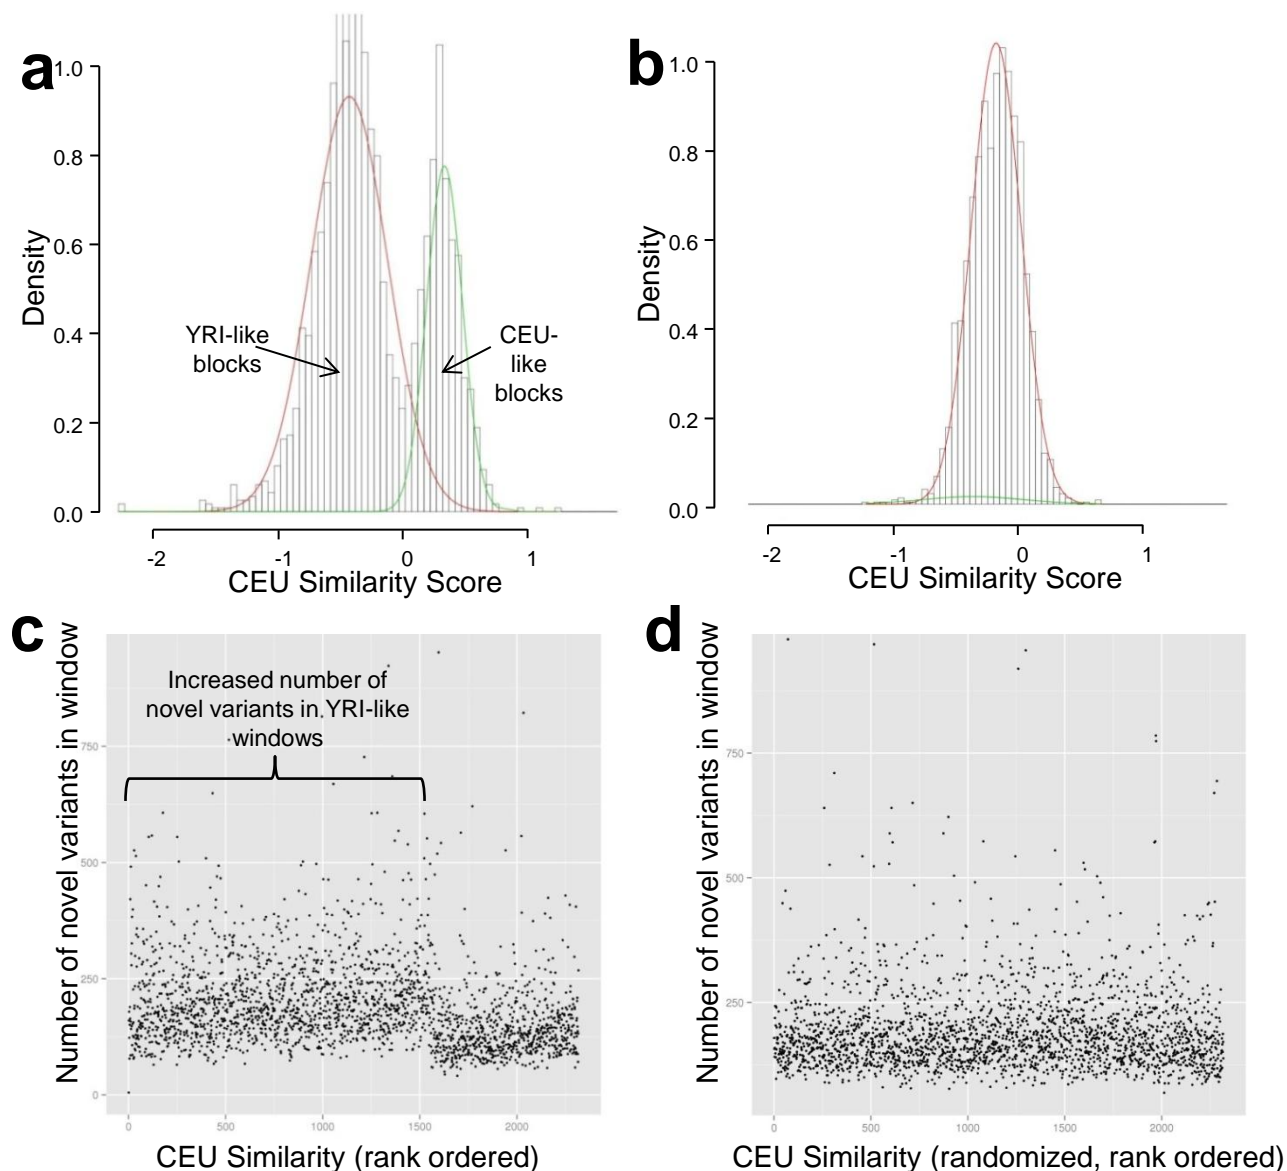 a
1.0
0.8
0.6
0.4
0.2
0.0
Density
YRI-like
blocks
CEU-
like
blocks
-2
-1
0
1
CEU Similarity Score
b
1.0
0.8
0.6
0.4
0.2
0.0
Density
-2
-1
0
1
CEU Similarity Score
c
Number of novel variants in window
Increased number of
novel variants in YRI-like
windows
750
500
250
0
0
500
1000
1500
2000
CEU Similarity (rank ordered)
d
Number of novel variants in window
750
500
250
0
500
1000
1500
2000
CEU Similarity (randomized, rank ordered)